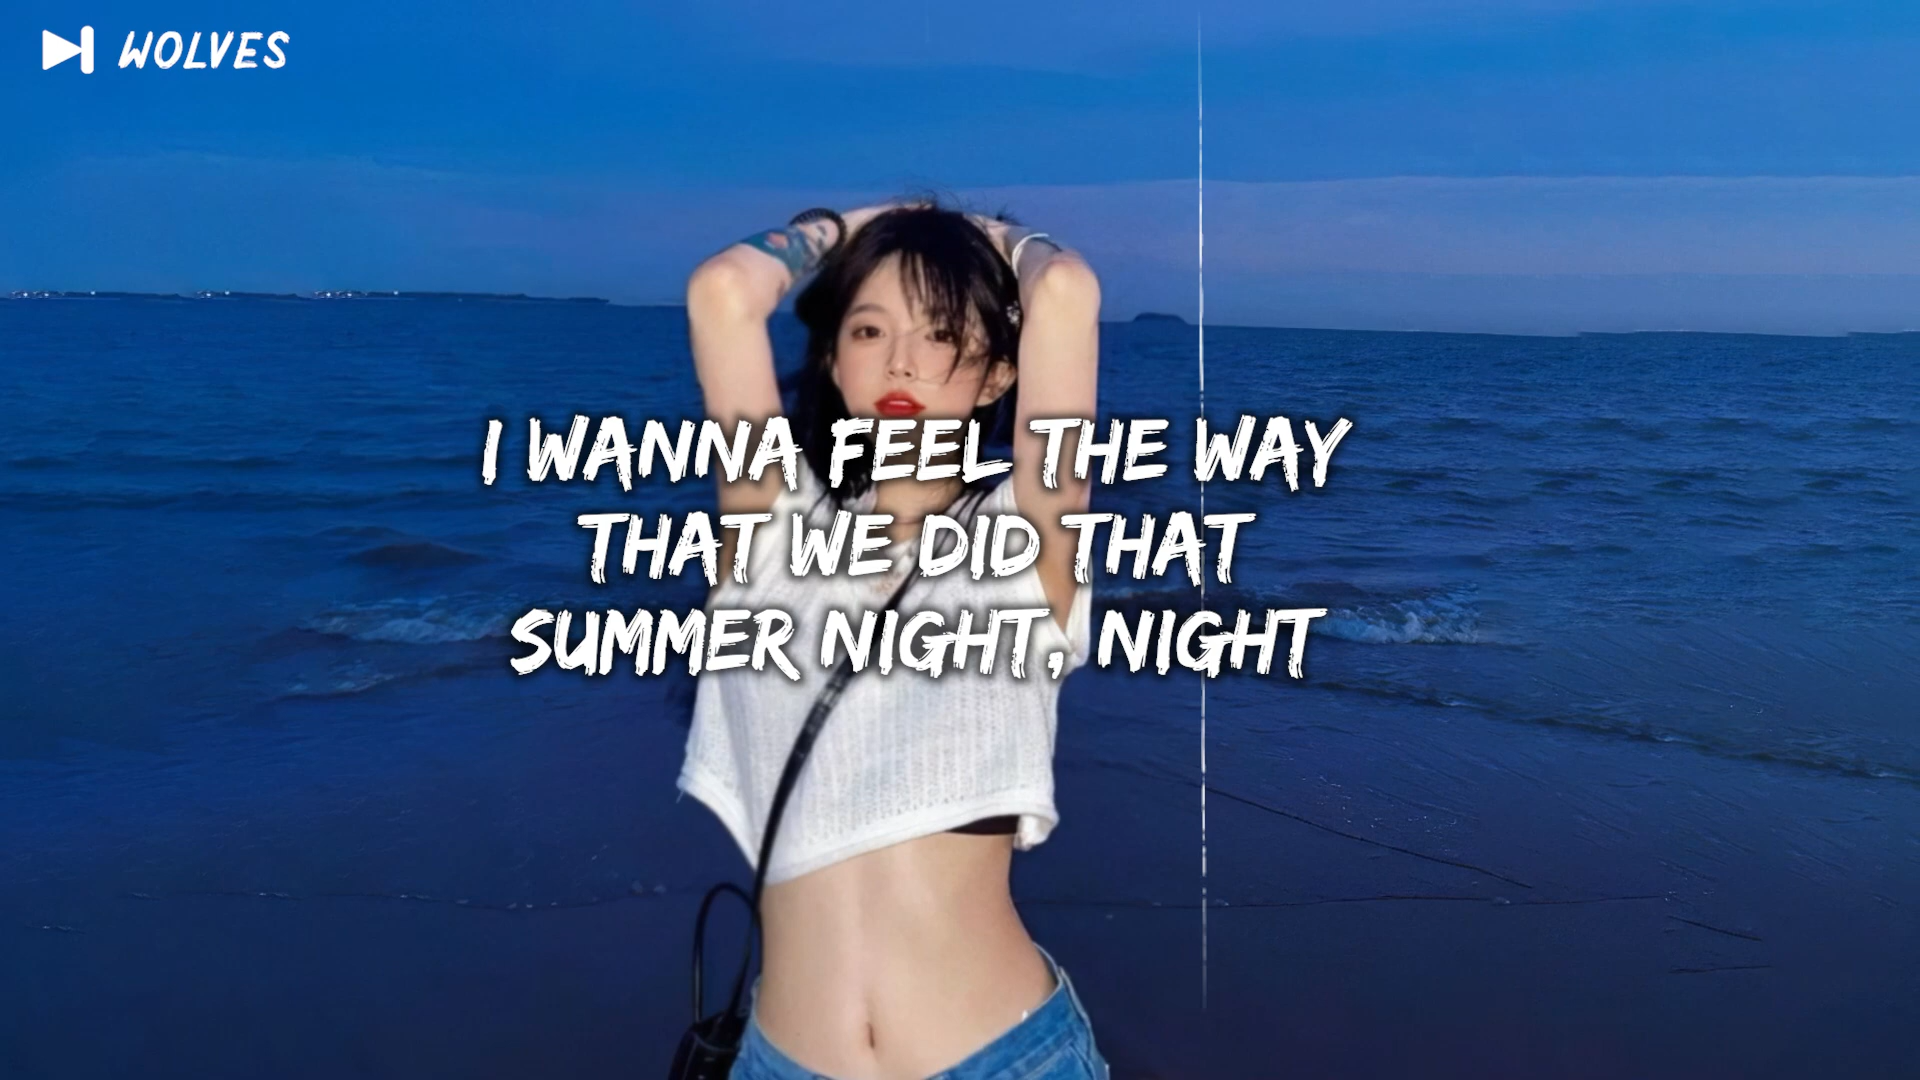 WOLVES
I WANNA FEEL THE WAY
THAT WE DID THAT
SUMMER NIGHT, NIGHT